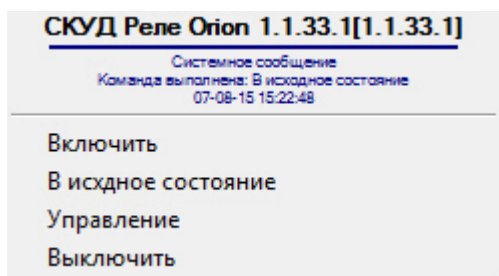 СКУД Реле Orion 1.1.33.1[1.1.33.1]
Системное сообщение
Команда выполнена: В исходное состояние
07-08-15 15:22:48
Включить
В исхдное состояние
Управление
Выключить